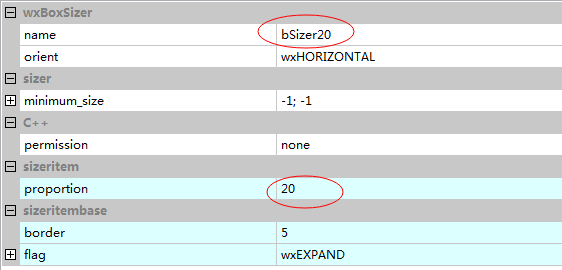 wxBoxSizer
name bSizer20
orient wxHORIZONTAL
sizer
minimum_size -1; -1
C++
permission none
sizeritem
proportion 20
sizeritembase
border 5
flag wxEXPAND